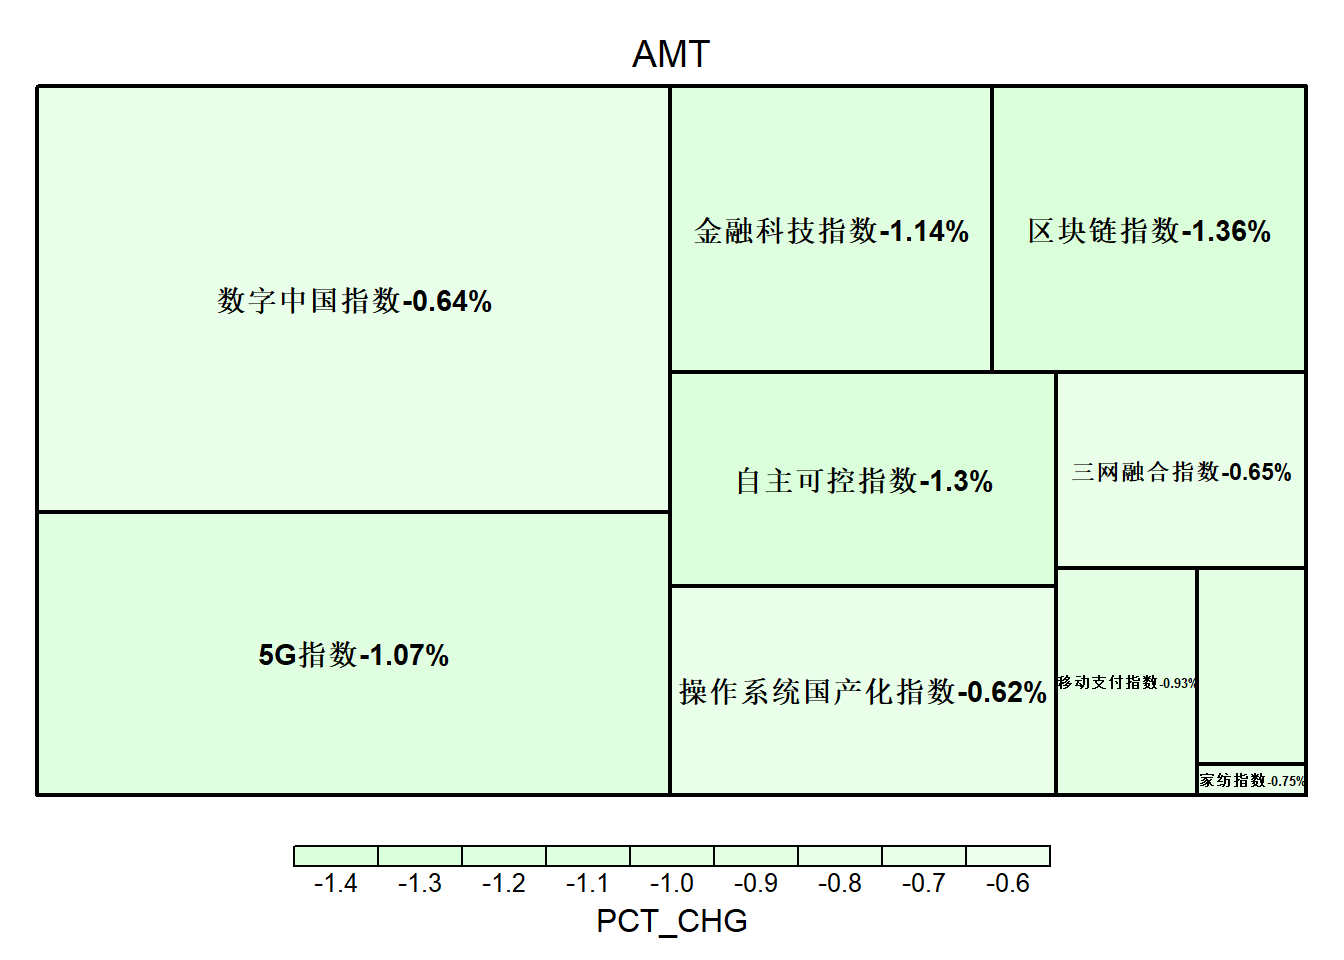 AMT
数字中国指数-0.64%
金融科技指数-1.14%
区块链指数-1.36%
自主可控指数-1.3%
三网融合指数-0.65%
5G指数-1.07%
操作系统国产化指数-0.62%
移动支付指数-0.93%
家纺指数-0.75%
-1.4 -1.3 -1.2 -1.1 -1.0 -0.9 -0.8 -0.7 -0.6
PCT_CHG